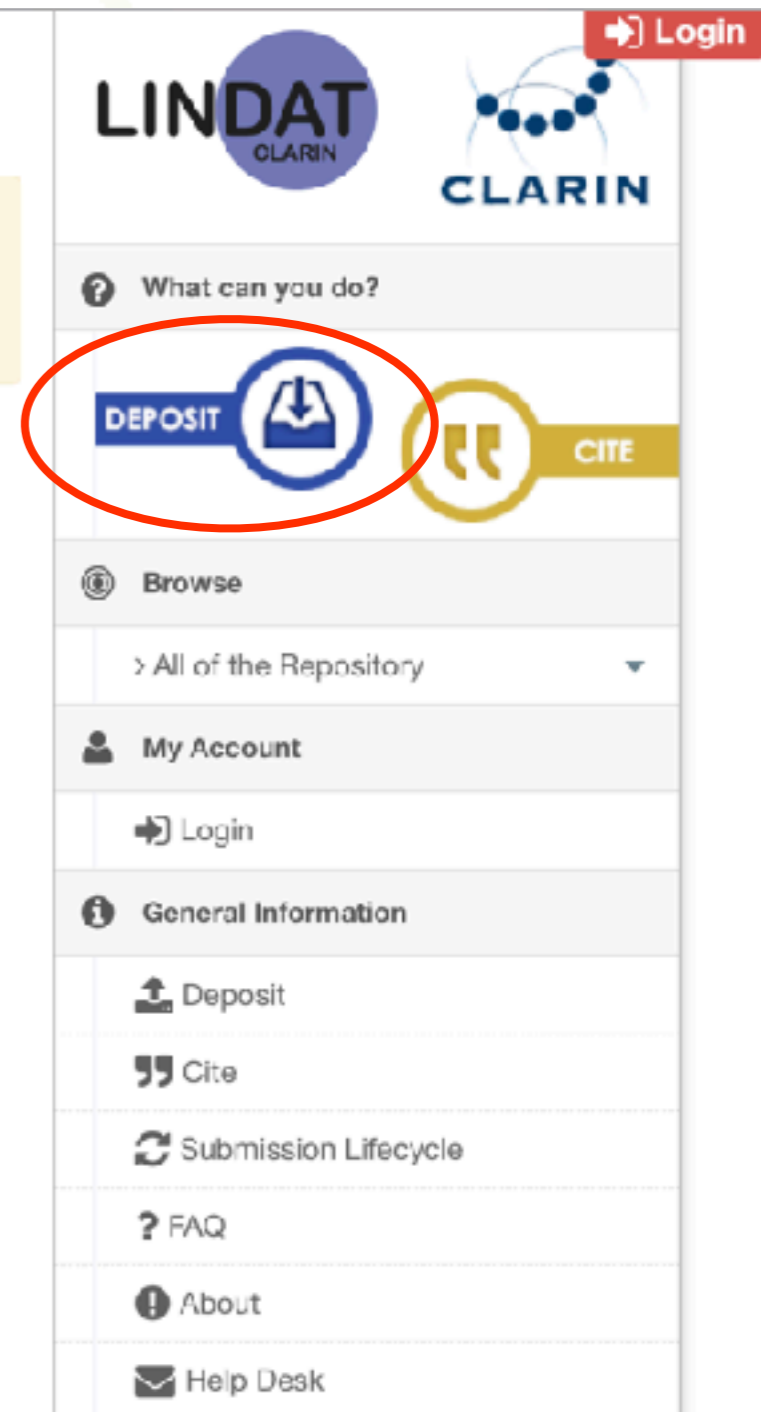 Login
LINDAT
CLARIN
CLARIN
What can you do?
DEPOSIT
CITE
Browse
> All of the Repository
My Account
Login
General Information
Deposit
Cite
Submission Lifecycle
? FAQ
About
Help Desk